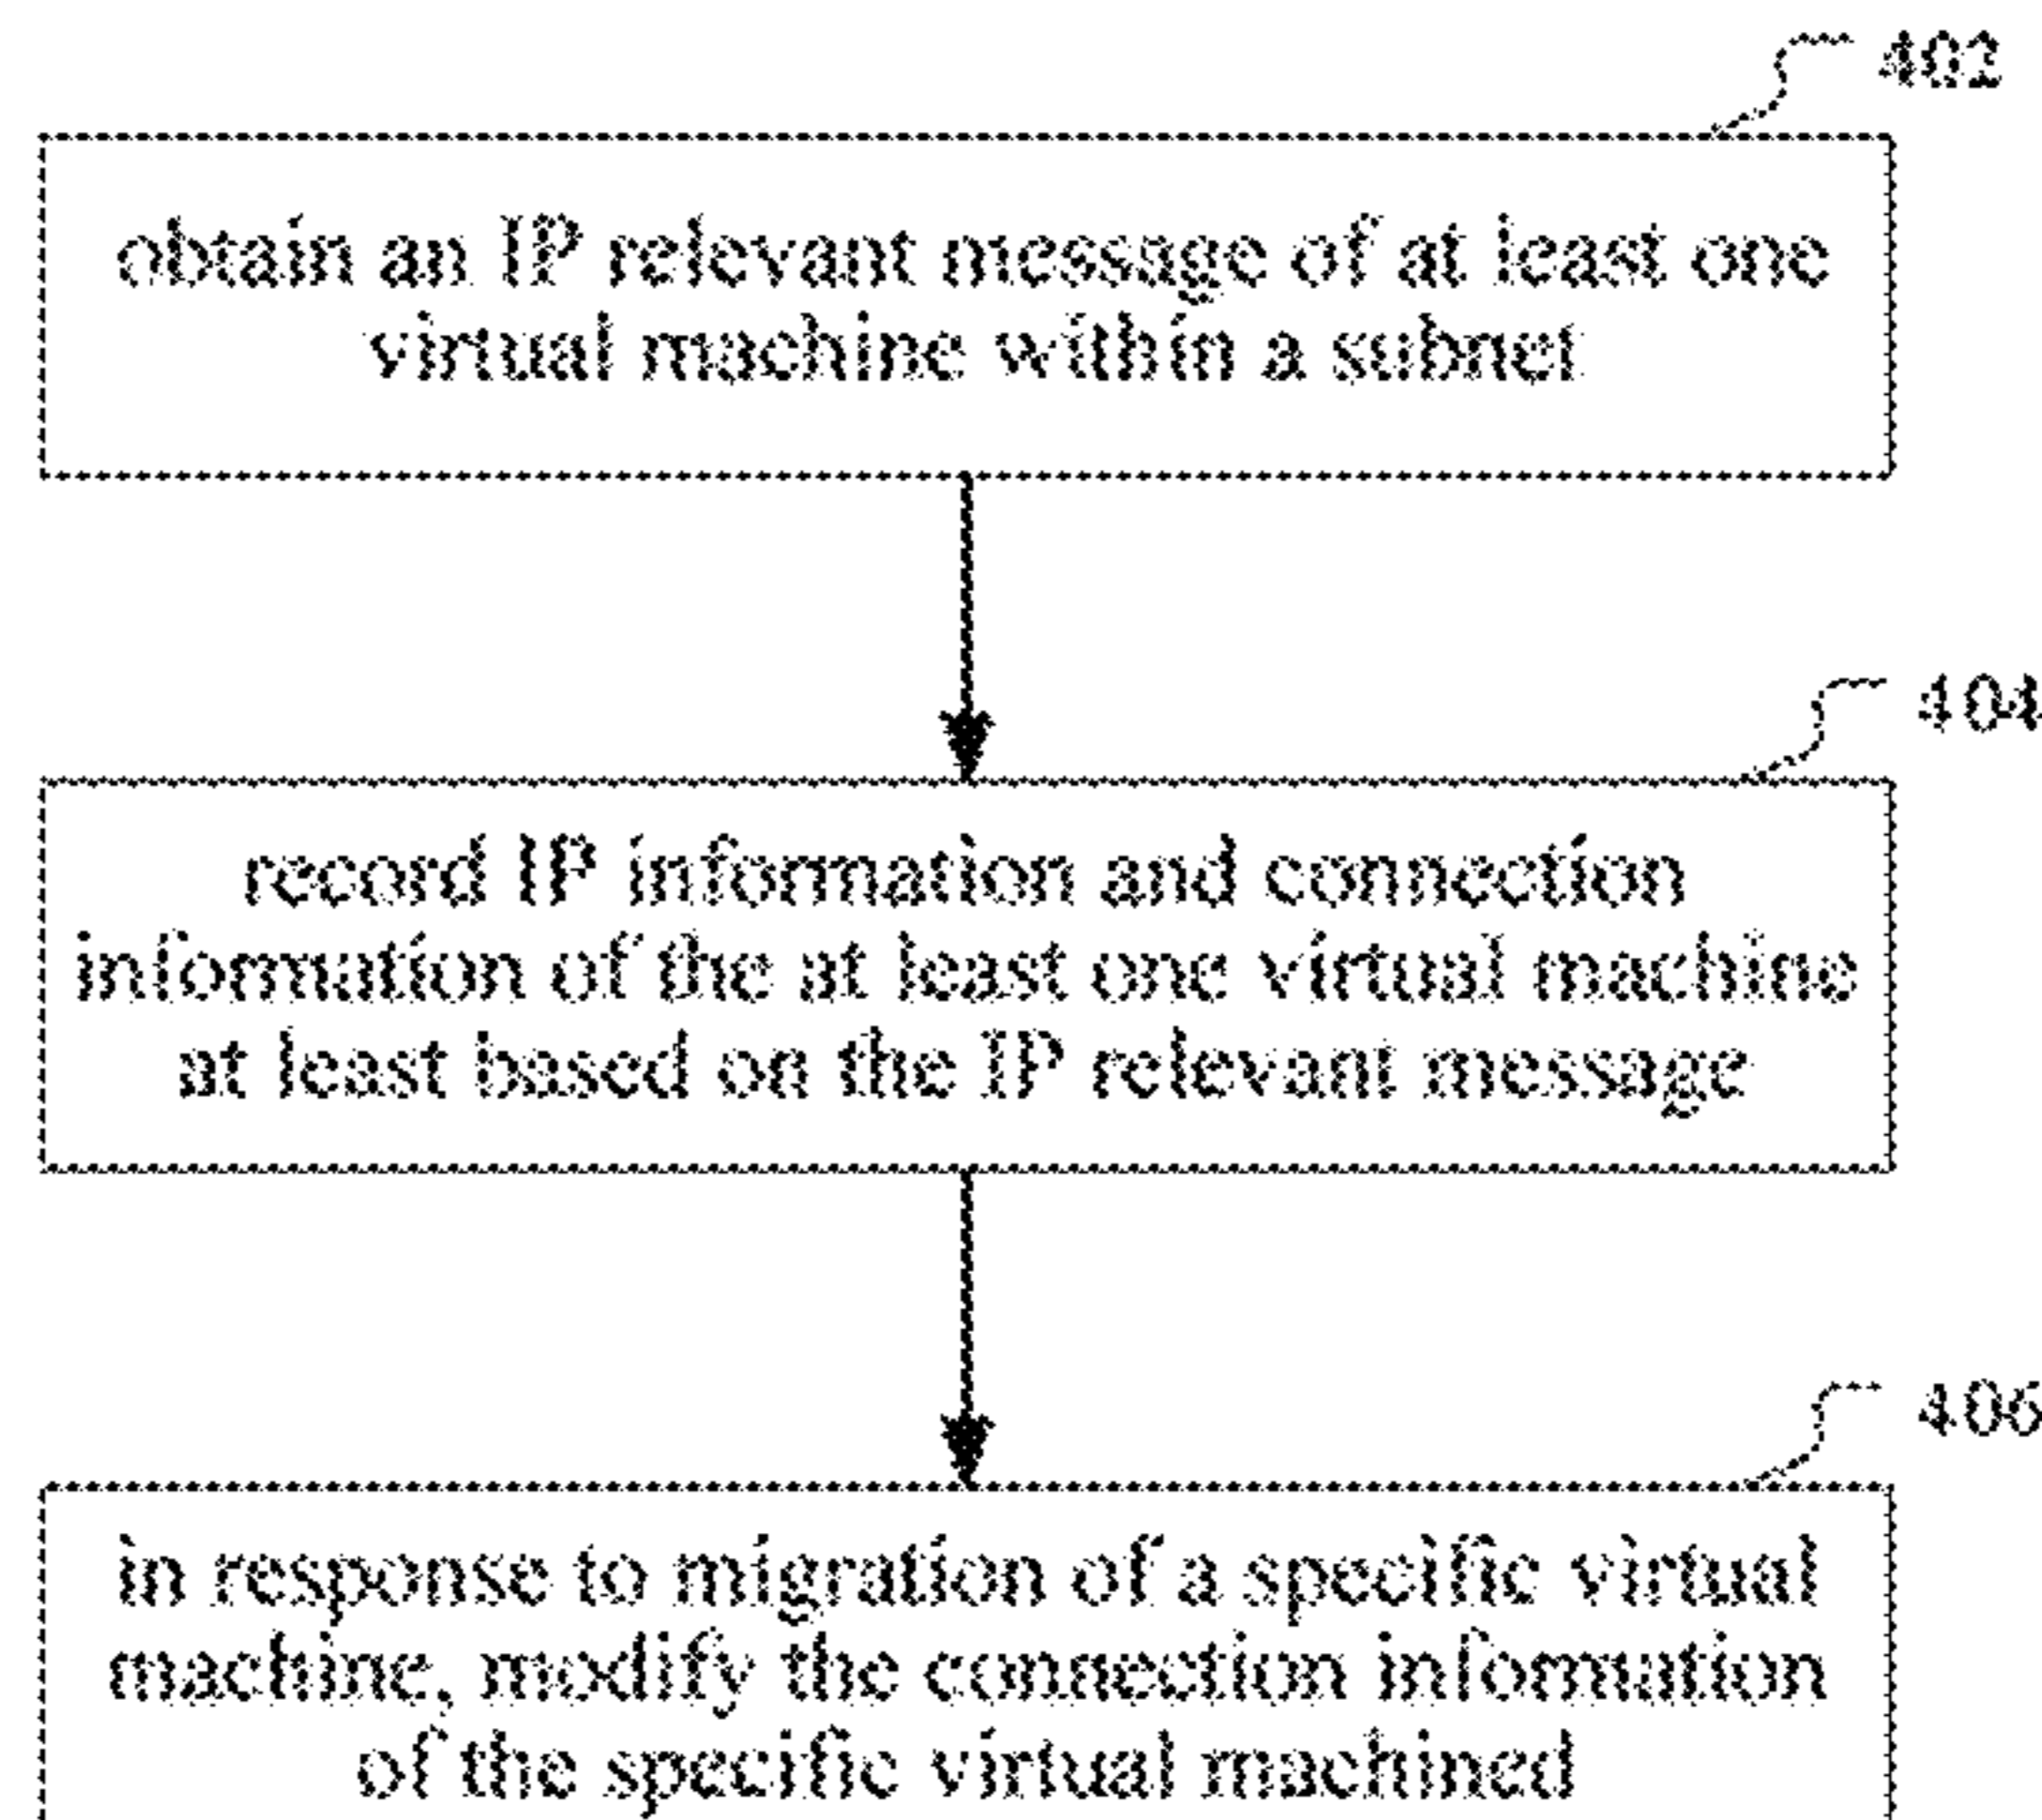 402
obtain an IP relevant message of at least one
virtual machine within a subnet
404
record IP information and connection
information of the at least one virtual machine
at least based on the IP relevant message
406
in response to migration of a specific virtual
machine, modify the connection information
of the specific virtual machined